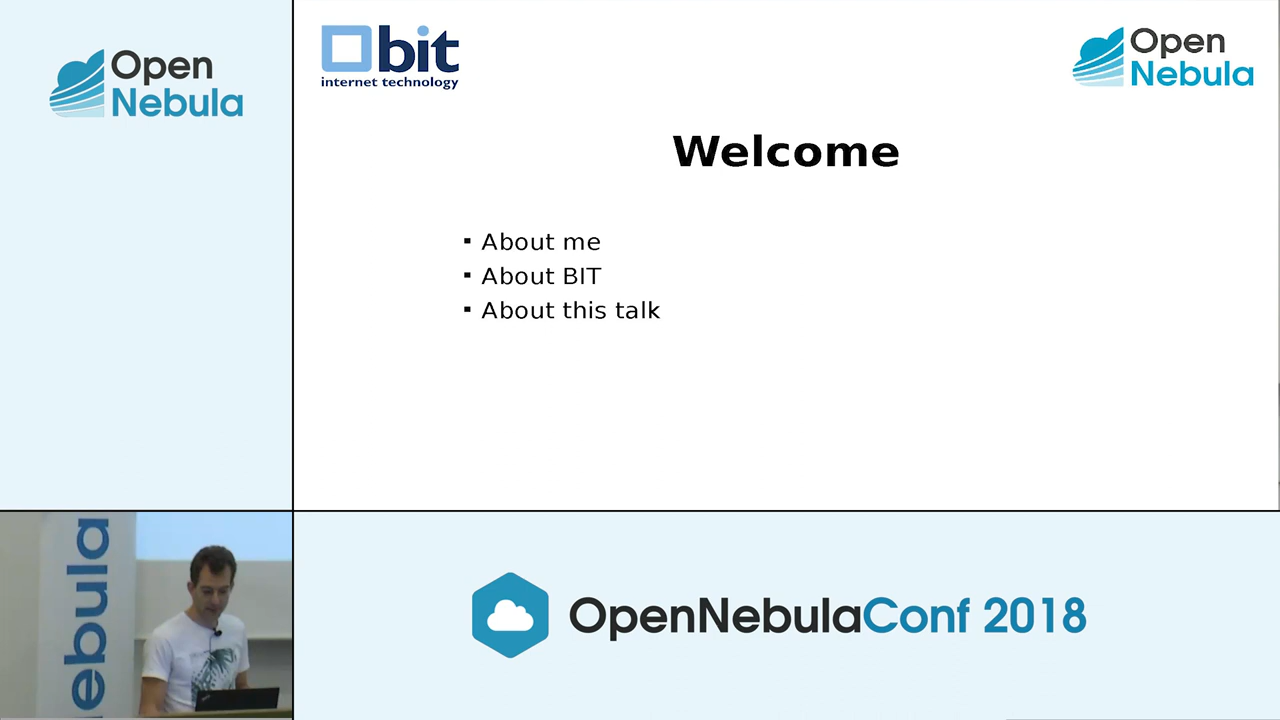 Open
Nebula
bit
internet technology
Open
Nebula
Welcome
▪ About me
▪ About BIT
▪ About this talk
ebula
OpenNebulaConf 2018